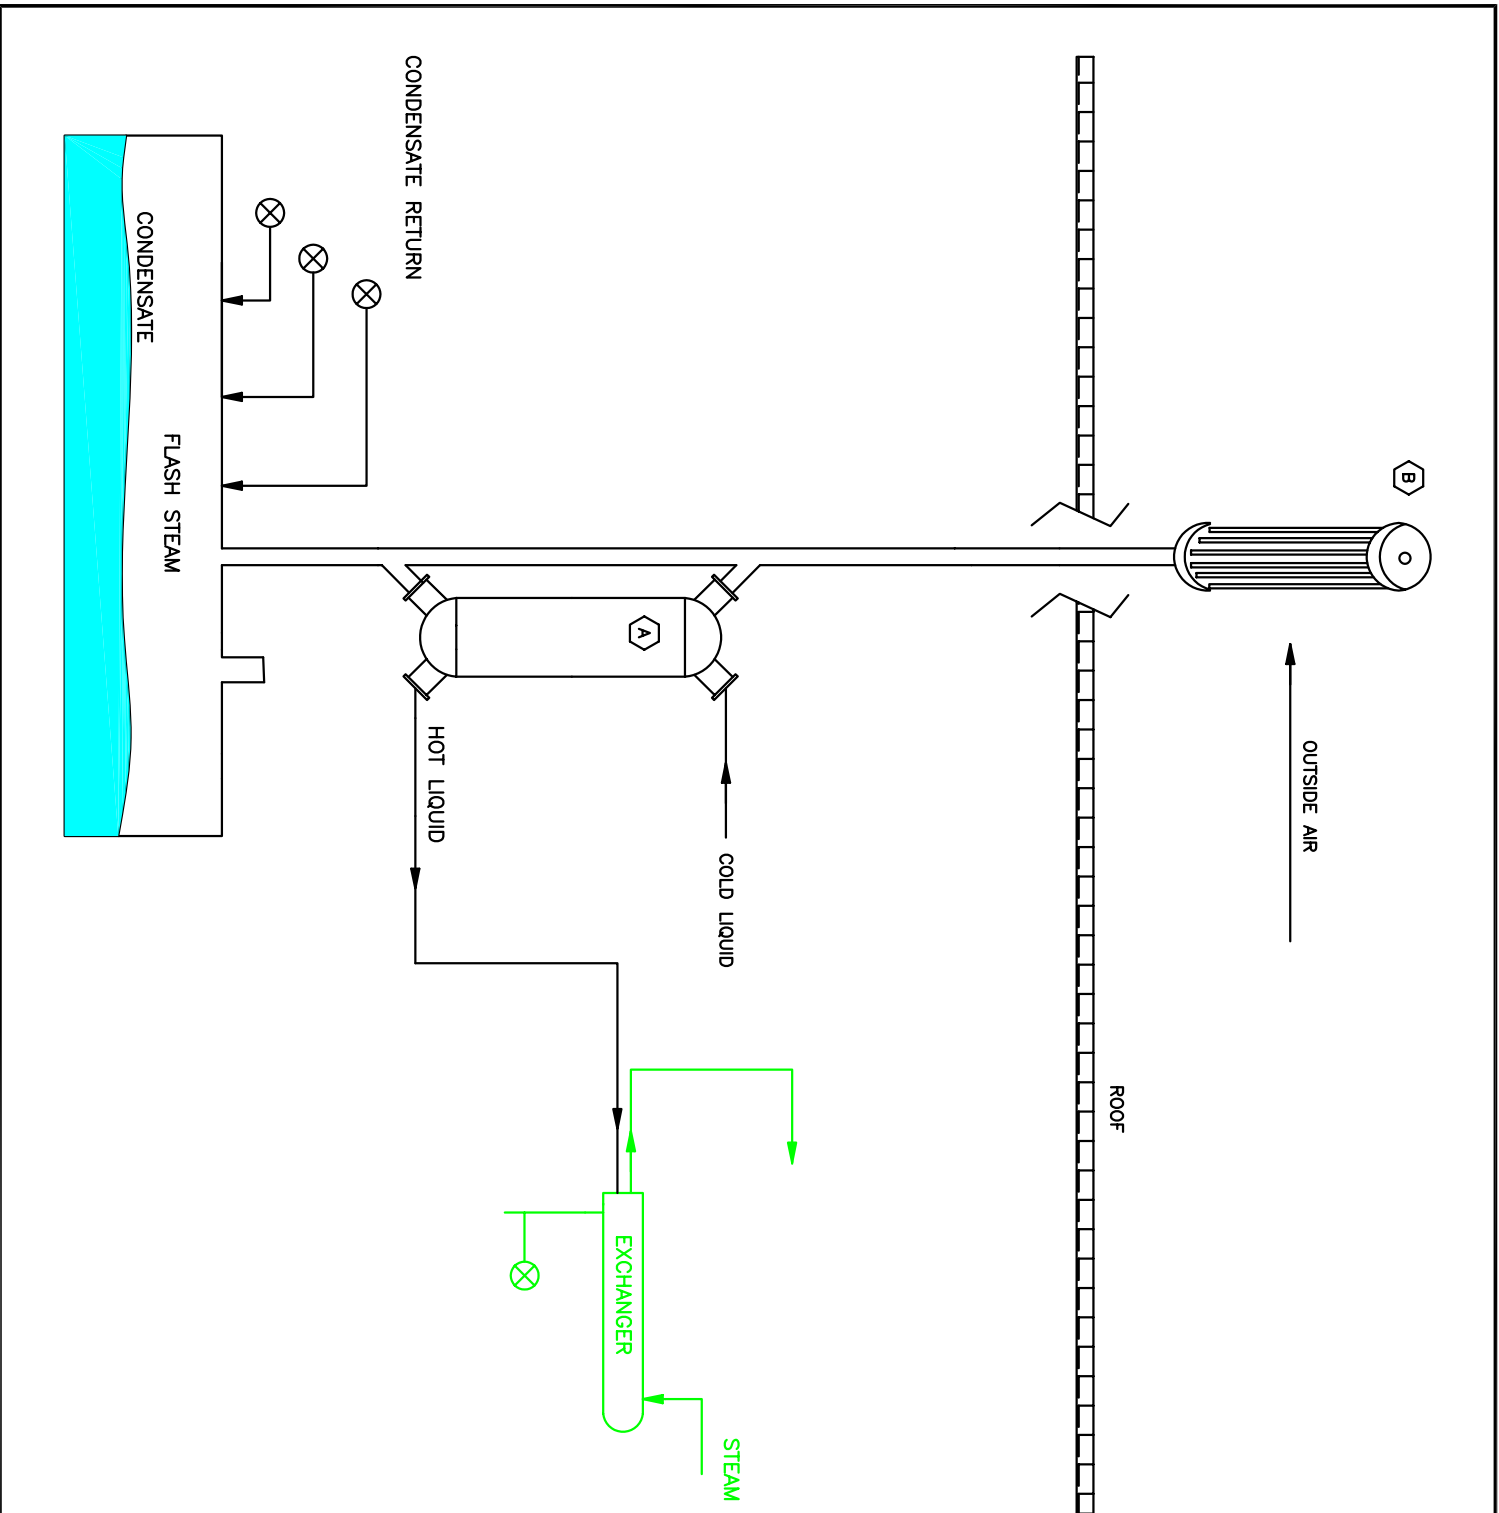 B
OUTSIDE AIR
ROOF
COLD LIQUID
STEAM
A
EXCHANGER
HOT LIQUID
CONDENSATE RETURN
FLASH STEAM
CONDENSATE